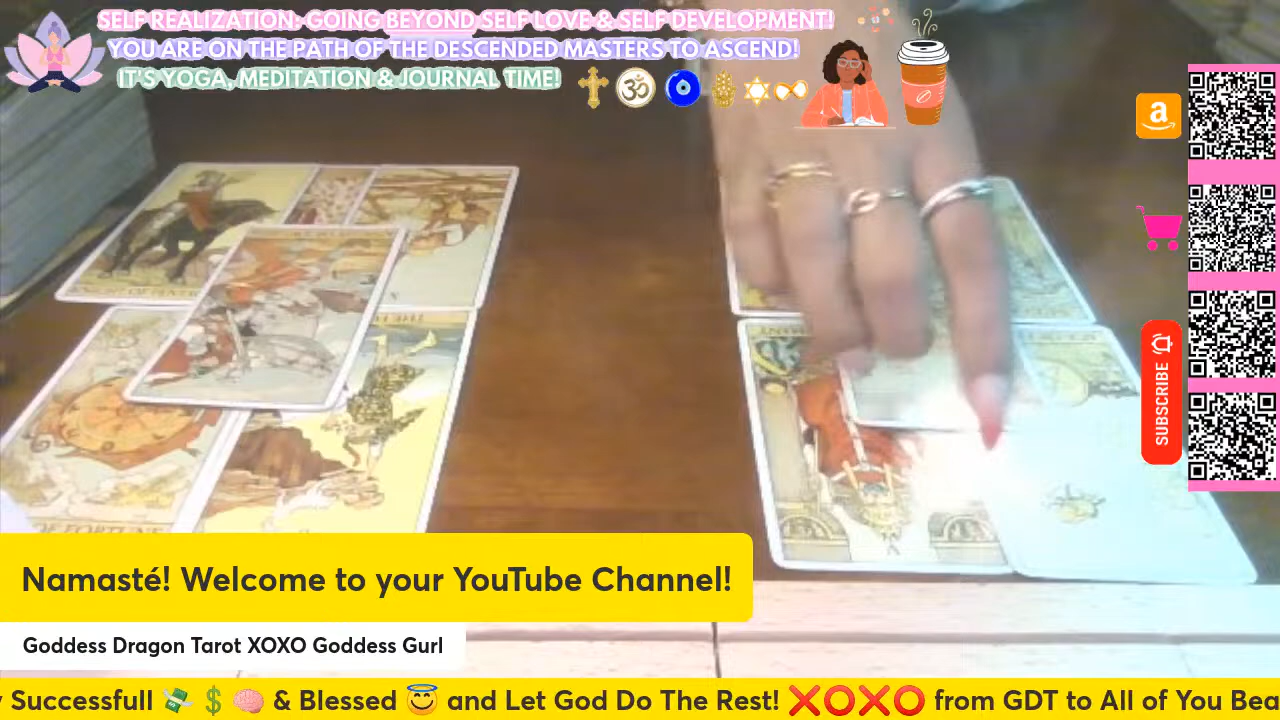 SELF REALIZATION: GOING BEYOND SELF LOVE & SELF DEVELOPMENT!
YOU ARE ON THE PATH OF THE DESCENDED MASTERS TO ASCEND!
IT'S YOGA, MEDITATION & JOURNAL TIME!
a
SUBSCRIBE
OF FORTUNE
Namasté! Welcome to your YouTube Channel!
Goddess Dragon Tarot XOXO Goddess Gurl
y Successfull 💸 $ 🧠 & Blessed 😇 and Let God Do The Rest! ❌⭕❌⭕ from GDT to All of You Bea